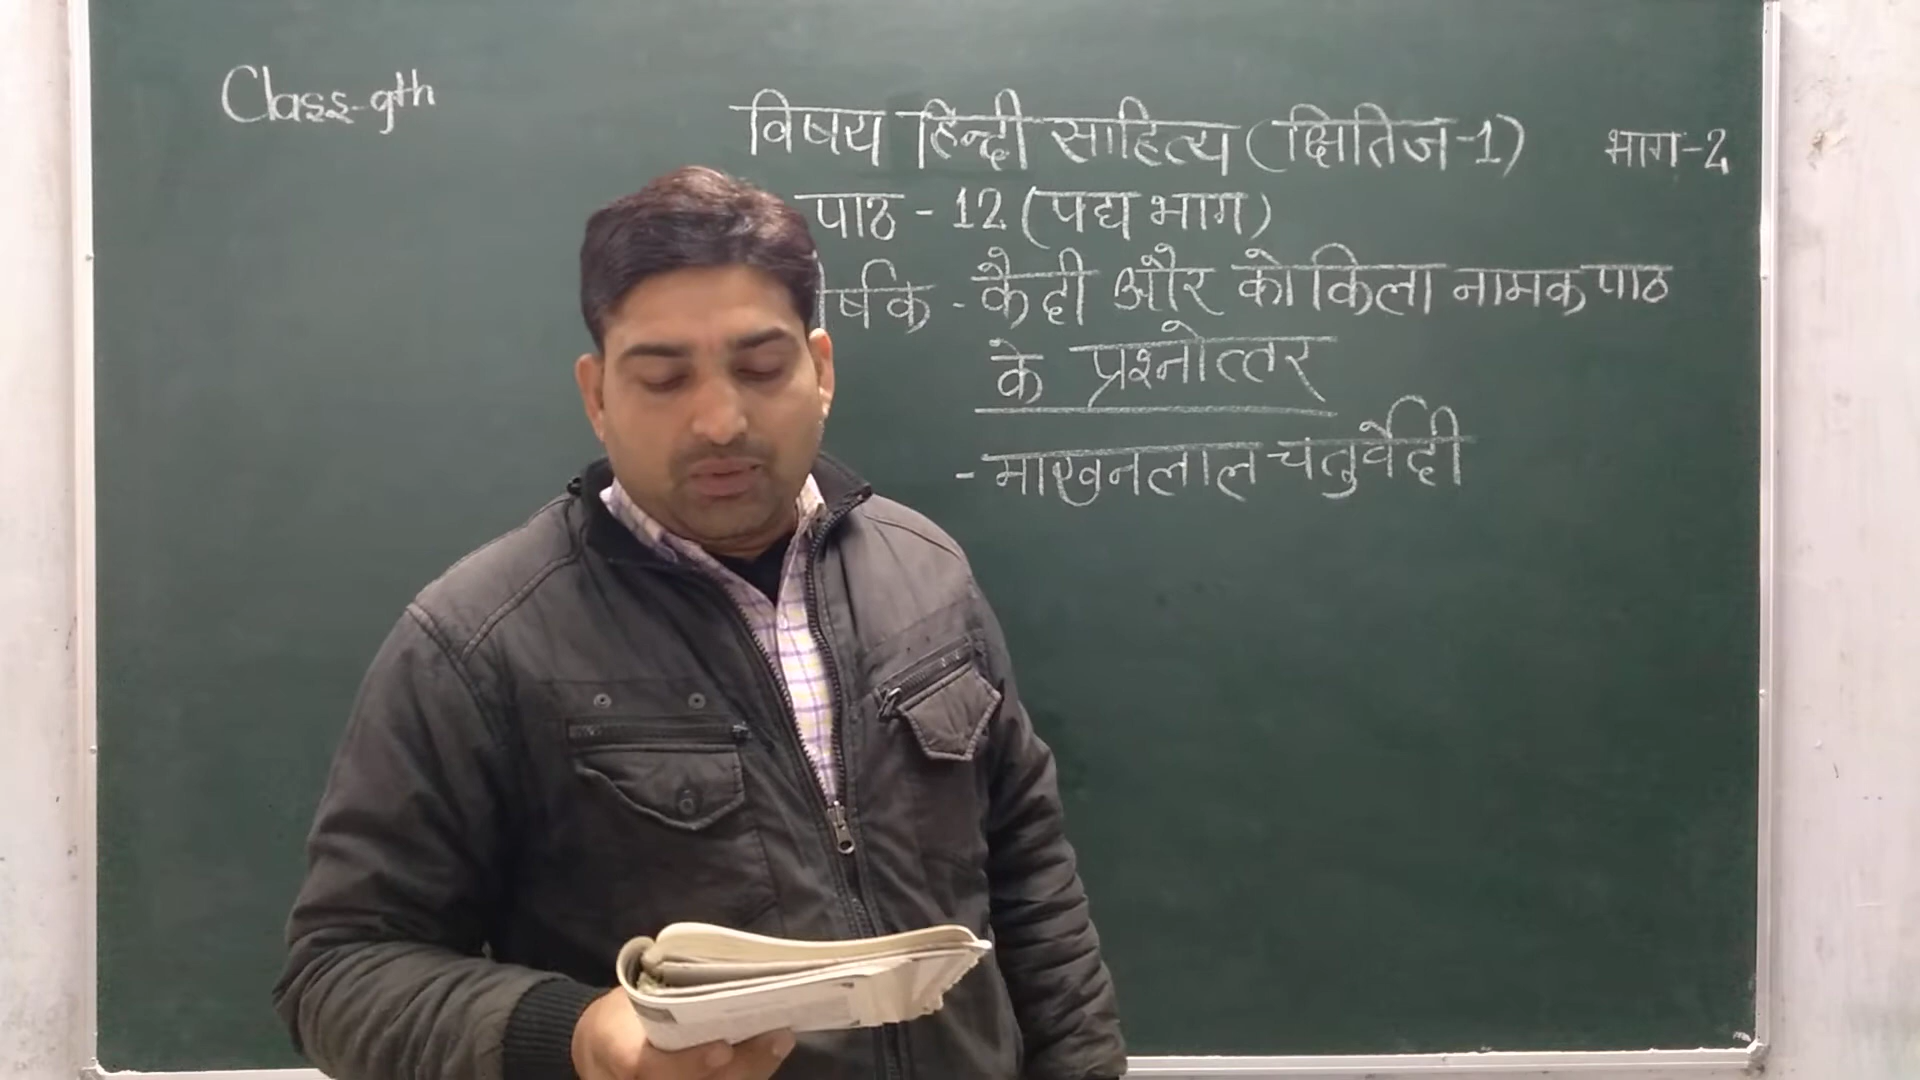 Class-9th
विषय हिन्दी साहित्य (क्षितिज-1) भाग-2
पाठ - 12 (पद्य भाग)
- कैदी और कोकिला नामक पाठ
के प्रश्नोत्तर
- माखनलाल चतुर्वेदी